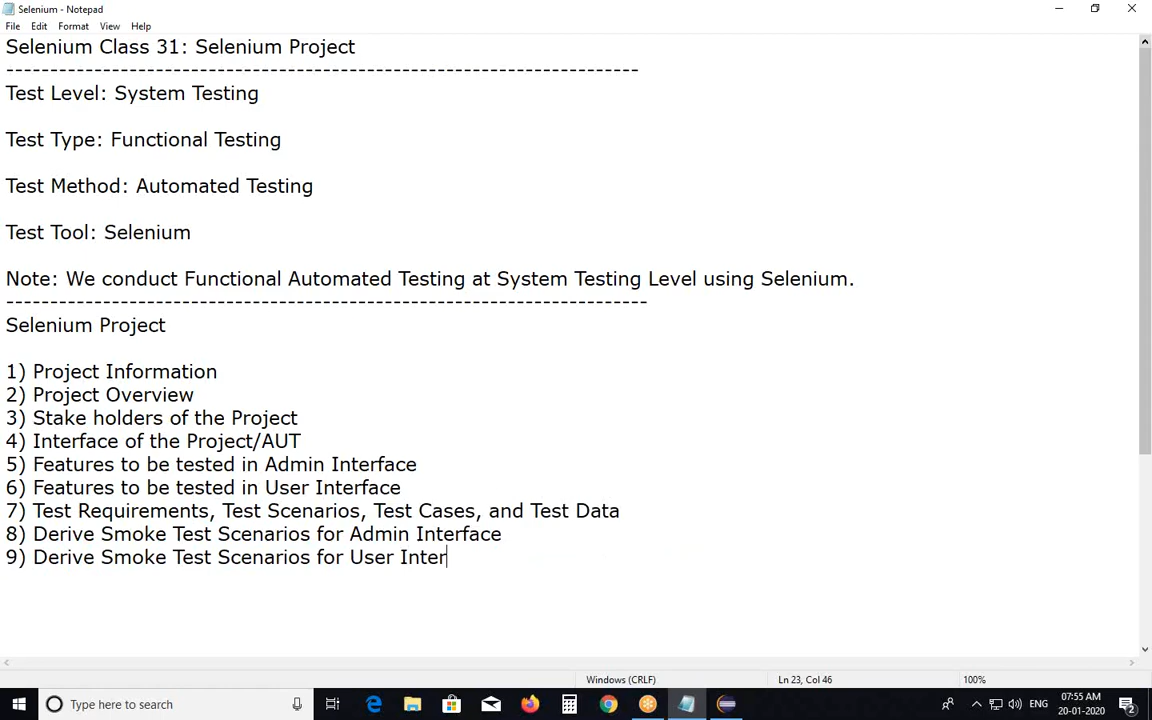 Selenium - Notepad
File Edit Format View Help
Selenium Class 31: Selenium Project
-----------------------------------------------------------------------
Test Level: System Testing
Test Type: Functional Testing
Test Method: Automated Testing
Test Tool: Selenium
Note: We conduct Functional Automated Testing at System Testing Level using Selenium.
------------------------------------------------------------------------
Selenium Project
1) Project Information
2) Project Overview
3) Stake holders of the Project
4) Interface of the Project/AUT
5) Features to be tested in Admin Interface
6) Features to be tested in User Interface
7) Test Requirements, Test Scenarios, Test Cases, and Test Data
8) Derive Smoke Test Scenarios for Admin Interface
9) Derive Smoke Test Scenarios for User Inter
Windows (CRLF) Ln 23, Col 46 100%
Type here to search
ENG
07:55 AM
20-01-2020
2